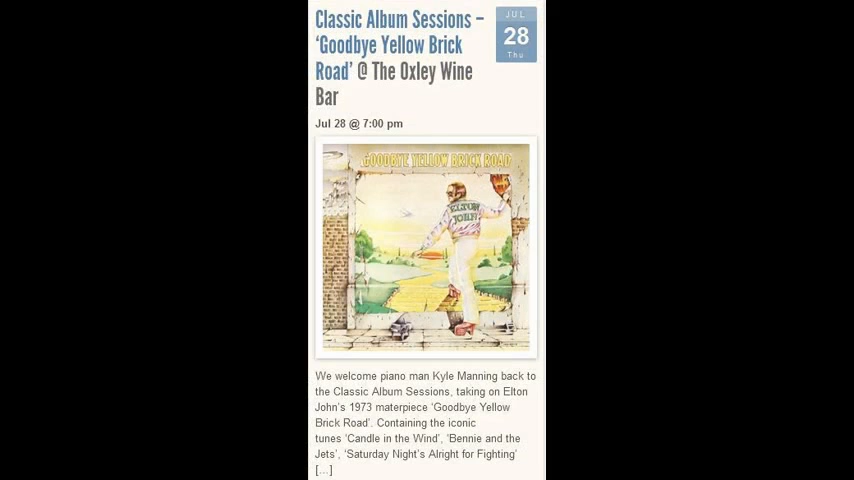 Classic Album Sessions –
‘Goodbye Yellow Brick
Road’ @ The Oxley Wine
Bar
JUL
28
Thu
Jul 28 @ 7:00 pm
GOODBYE YELLOW BRICK ROAD
ELTON
JOHN
We welcome piano man Kyle Manning back to
the Classic Album Sessions, taking on Elton
John’s 1973 materpiece ‘Goodbye Yellow
Brick Road’. Containing the iconic
tunes ‘Candle in the Wind’, ’Bennie and the
Jets’, ‘Saturday Night’s Alright for Fighting’
[…]